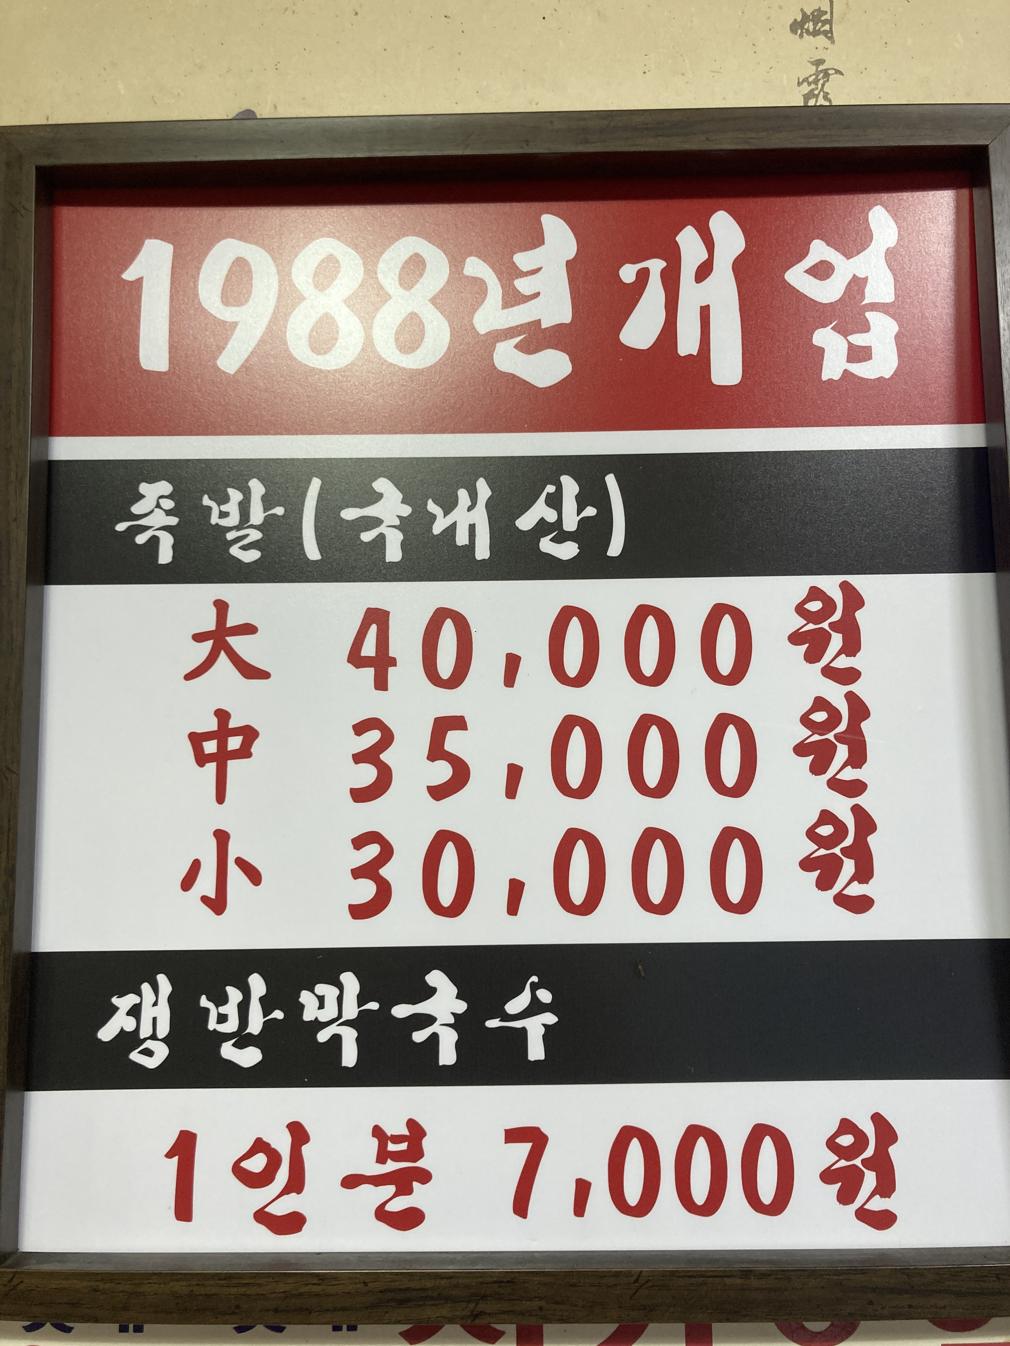 烟
霞
1988년 개업
족발(국내산)
大 40,000원
中 35,000원
小 30,000원
쟁반막국수
1인분 7,000원